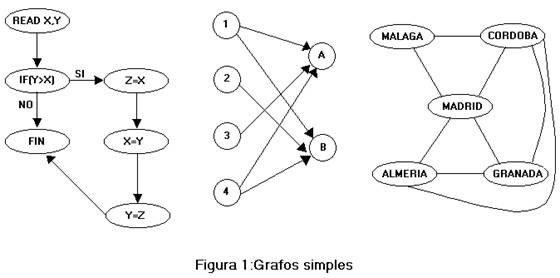 READ X,Y
IF(Y>X)
SI
Z=X
NO
FIN
X=Y
Y=Z
1
2
3
4
A
B
MALAGA
CORDOBA
MADRID
ALMERIA
GRANADA
Figura 1:Grafos simples